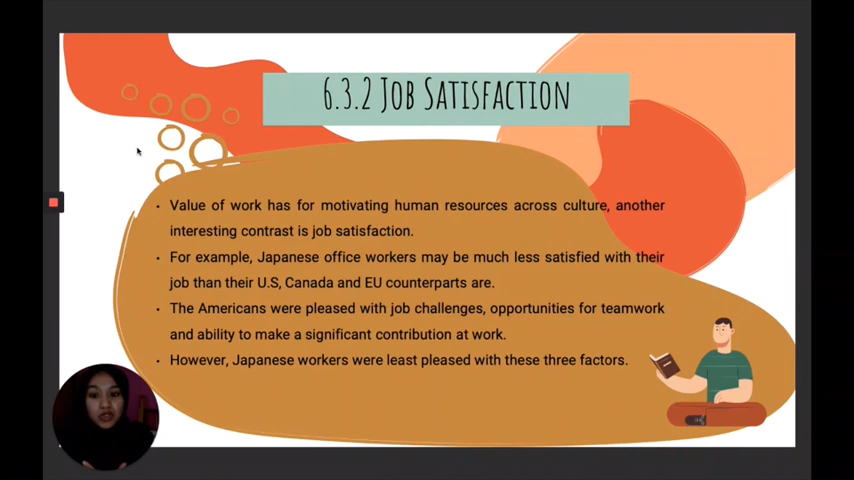 6.3.2 Job Satisfaction
• Value of work has for motivating human resources across culture, another
interesting contrast is job satisfaction.
• For example, Japanese office workers may be much less satisfied with their
job than their U.S, Canada and EU counterparts are.
• The Americans were pleased with job challenges, opportunities for teamwork
and ability to make a significant contribution at work.
• However, Japanese workers were least pleased with these three factors.